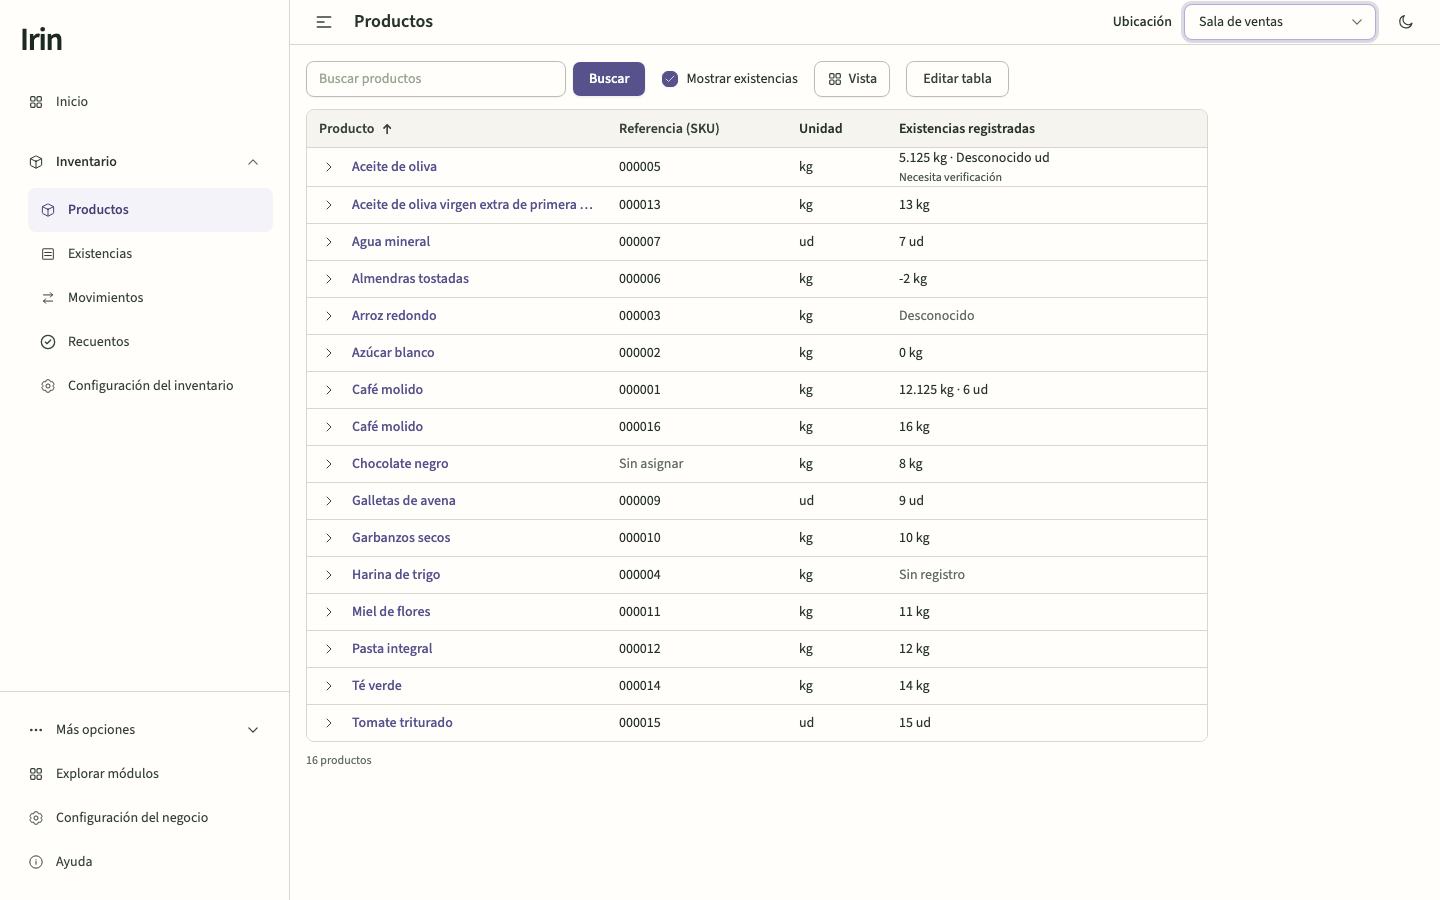 Irin
Inicio
Inventario
Productos
Existencias
Movimientos
Recuentos
Configuración del inventario
Más opciones
Explorar módulos
Configuración del negocio
Ayuda
Productos
Ubicación
Sala de ventas
Buscar productos
Buscar
Mostrar existencias
Vista
Editar tabla
Producto Referencia (SKU) Unidad Existencias registradas
Aceite de oliva 000005 kg 5.125 kg · Desconocido ud
Necesita verificación
Aceite de oliva virgen extra de primera … 000013 kg 13 kg
Agua mineral 000007 ud 7 ud
Almendras tostadas 000006 kg -2 kg
Arroz redondo 000003 kg Desconocido
Azúcar blanco 000002 kg 0 kg
Café molido 000001 kg 12.125 kg · 6 ud
Café molido 000016 kg 16 kg
Chocolate negro Sin asignar kg 8 kg
Galletas de avena 000009 ud 9 ud
Garbanzos secos 000010 kg 10 kg
Harina de trigo 000004 kg Sin registro
Miel de flores 000011 kg 11 kg
Pasta integral 000012 kg 12 kg
Té verde 000014 kg 14 kg
Tomate triturado 000015 ud 15 ud
16 productos